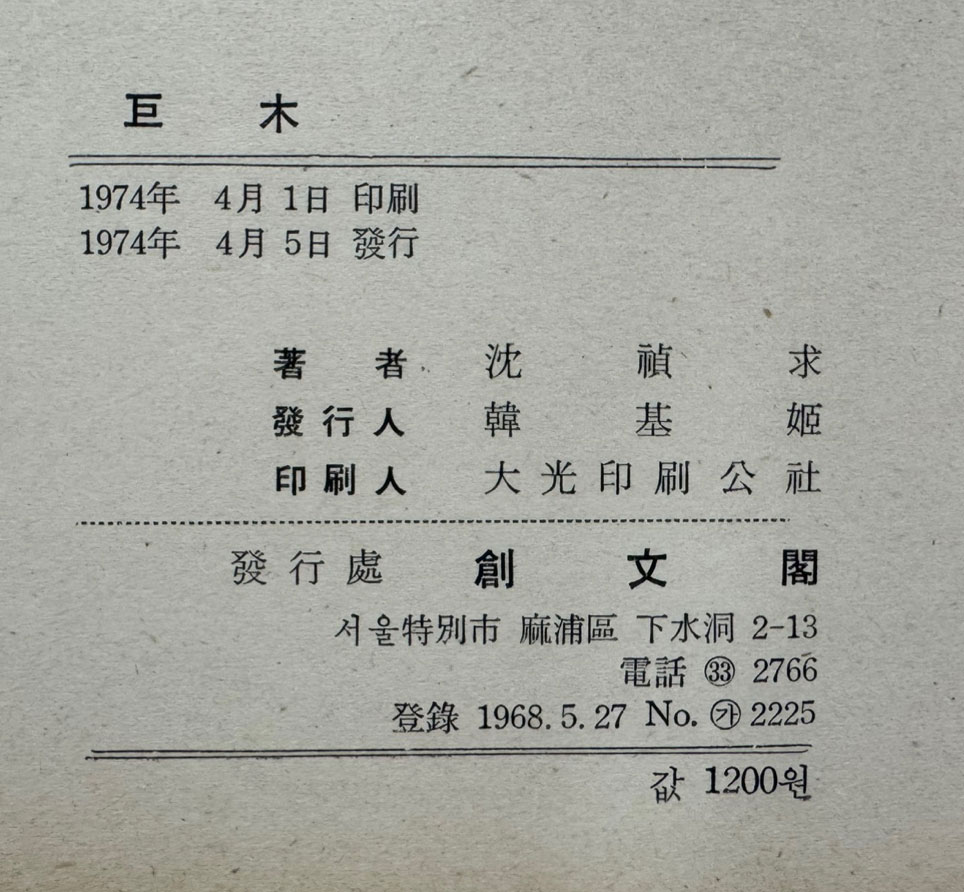 巨木
1974年 4月 1日 印刷
1974年 4月 5日 發行
著者 沈禎求
發行人 韓基姬
印刷人 大光印刷公社
發行處 創文閣
서울特別市 麻浦區 下水洞 2-13
電話 ㉝ 2766
登錄 1968.5.27 No. ㉮ 2225
값 1200원